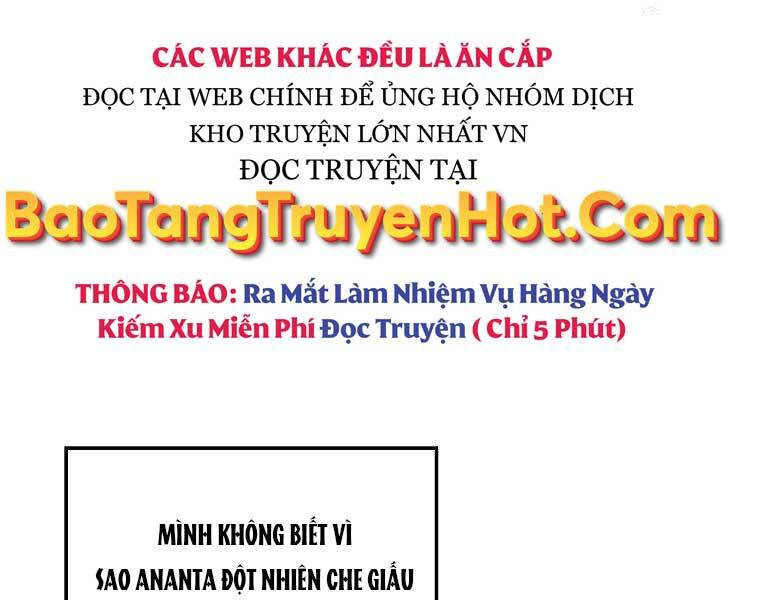 CÁC WEB KHÁC ĐỀU LÀ ĂN CẮP
ĐỌC TẠI WEB CHÍNH ĐỂ ỦNG HỘ NHÓM DỊCH
KHO TRUYỆN LỚN NHẤT VN
ĐỌC TRUYỆN TẠI
BaoTangTruyenHot.Com
THÔNG BÁO: Ra Mắt Làm Nhiệm Vụ Hàng Ngày
Kiếm Xu Miễn Phí Đọc Truyện ( Chỉ 5 Phút)
MÌNH KHÔNG BIẾT VÌ
SAO ANANTA ĐỘT NHIÊN CHE GIẤU